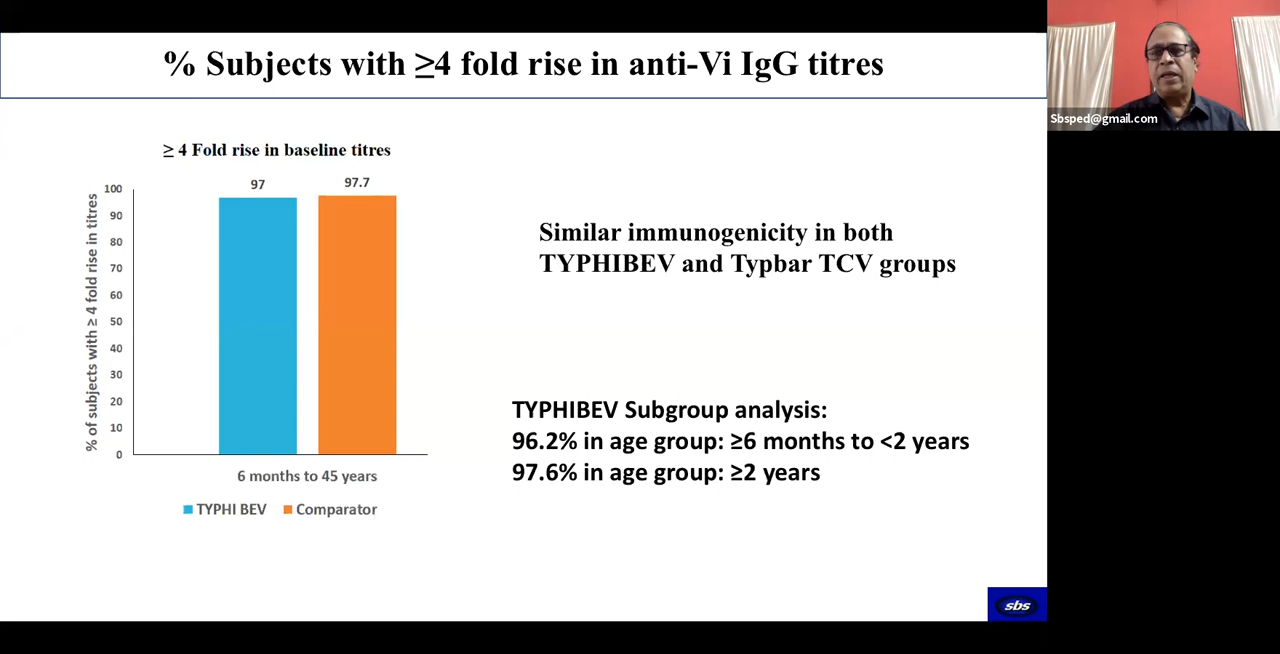 % Subjects with ≥4 fold rise in anti-Vi IgG titres
Sbsped@gmail.com
≥ 4 Fold rise in baseline titres
% of subjects with ≥ 4 fold rise in titres
100
90
80
70
60
50
40
30
20
10
0
97
97.7
6 months to 45 years
TYPHI BEV
Comparator
Similar immunogenicity in both
TYPHIBEV and Typbar TCV groups
TYPHIBEV Subgroup analysis:
96.2% in age group: ≥6 months to <2 years
97.6% in age group: ≥2 years
sbs